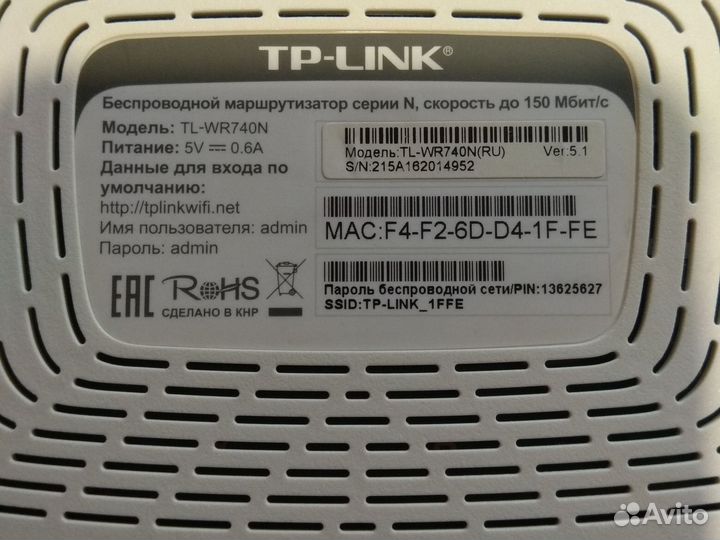 TP-LINK®
Беспроводной маршрутизатор серии N, скорость до 150 Мбит/с
Модель: TL-WR740N
Питание: 5V⎓0.6A
Данные для входа по
умолчанию:
http://tplinkwifi.net
Имя пользователя: admin
Пароль: admin
EAC RoHS
СДЕЛАНО В КНР
Модель:TL-WR740N(RU) Ver:5.1
S/N:215A162014952
MAC:F4-F2-6D-D4-1F-FE
Пароль беспроводной сети/PIN:13625627
SSID:TP-LINK_1FFE
Avito